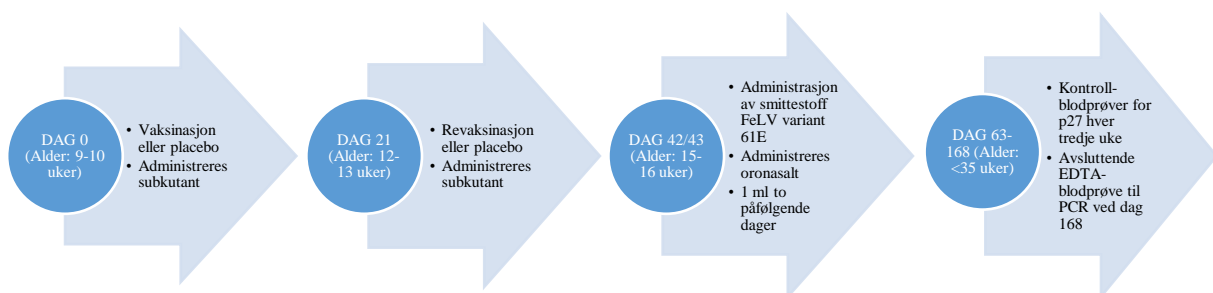 DAG 0
(Alder: 9-10
uker)
• Vaksinasjon
eller placebo
• Administreres
subkutant
DAG 21
(Alder: 12-
13 uker)
• Revaksinasjon
eller placebo
• Administreres
subkutant
DAG 42/43
(Alder: 15-
16 uker)
• Administrasjon
av smittestoff
FeLV variant
61E
• Administreres
oronasalt
• 1 ml to
påfølgende
dager
DAG 63-
168 (Alder:
<35 uker)
• Kontroll-
blodprøver for
p27 hver
tredje uke
• Avsluttende
EDTA-
blodprøve til
PCR ved dag
168